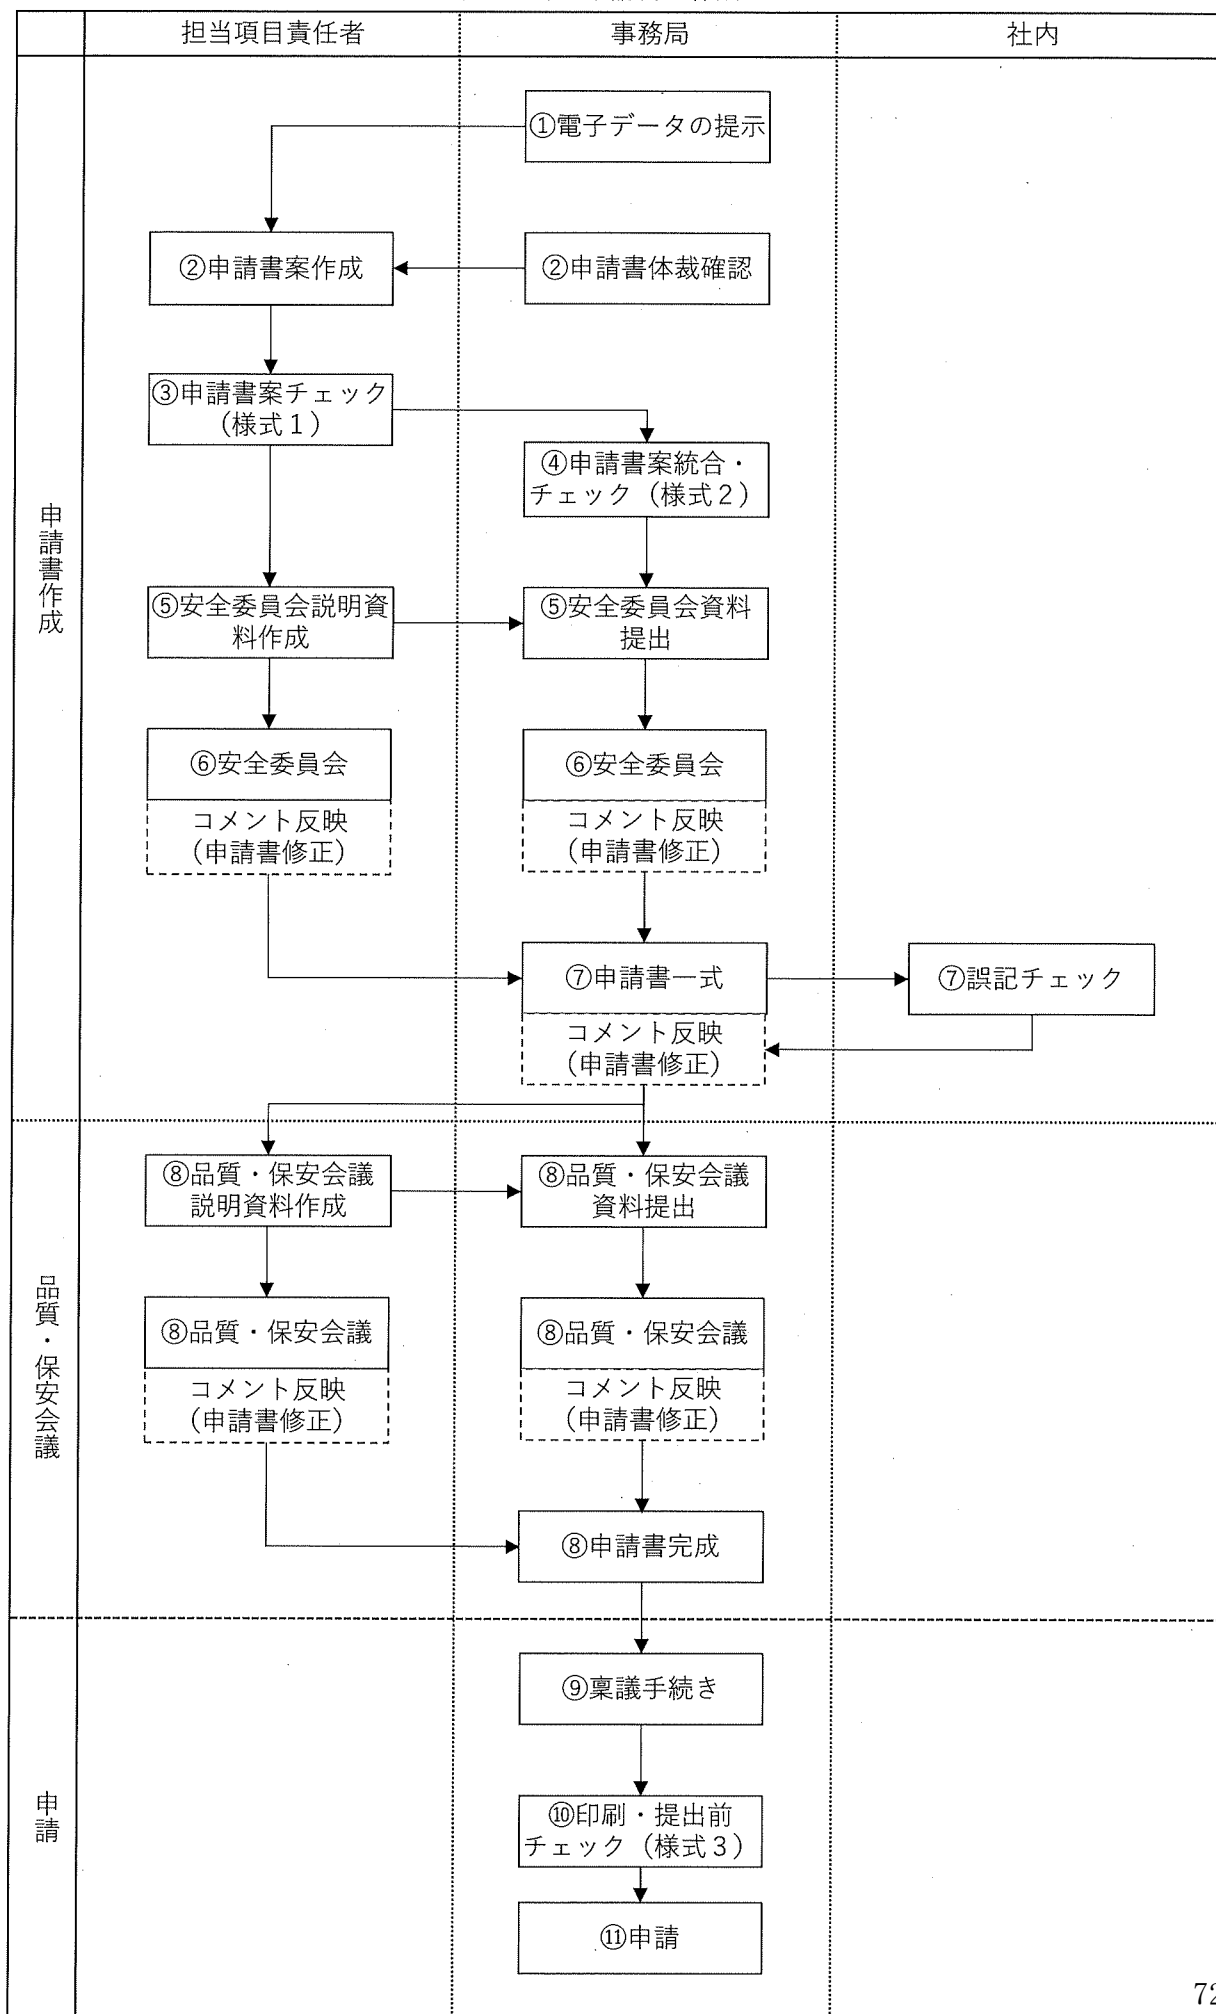 担当項目責任者
事務局
社内
申請書作成
①電子データの提示
②申請書案作成
②申請書体裁確認
③申請書案チェック
（様式１）
④申請書案統合・
チェック（様式２）
⑤安全委員会説明資
料作成
⑤安全委員会資料
提出
⑥安全委員会
コメント反映
（申請書修正）
⑥安全委員会
コメント反映
（申請書修正）
⑦申請書一式
コメント反映
（申請書修正）
⑦誤記チェック
品質・保安会議
⑧品質・保安会議
説明資料作成
⑧品質・保安会議
資料提出
⑧品質・保安会議
コメント反映
（申請書修正）
⑧品質・保安会議
コメント反映
（申請書修正）
⑧申請書完成
申請
⑨稟議手続き
⑩印刷・提出前
チェック（様式３）
⑪申請